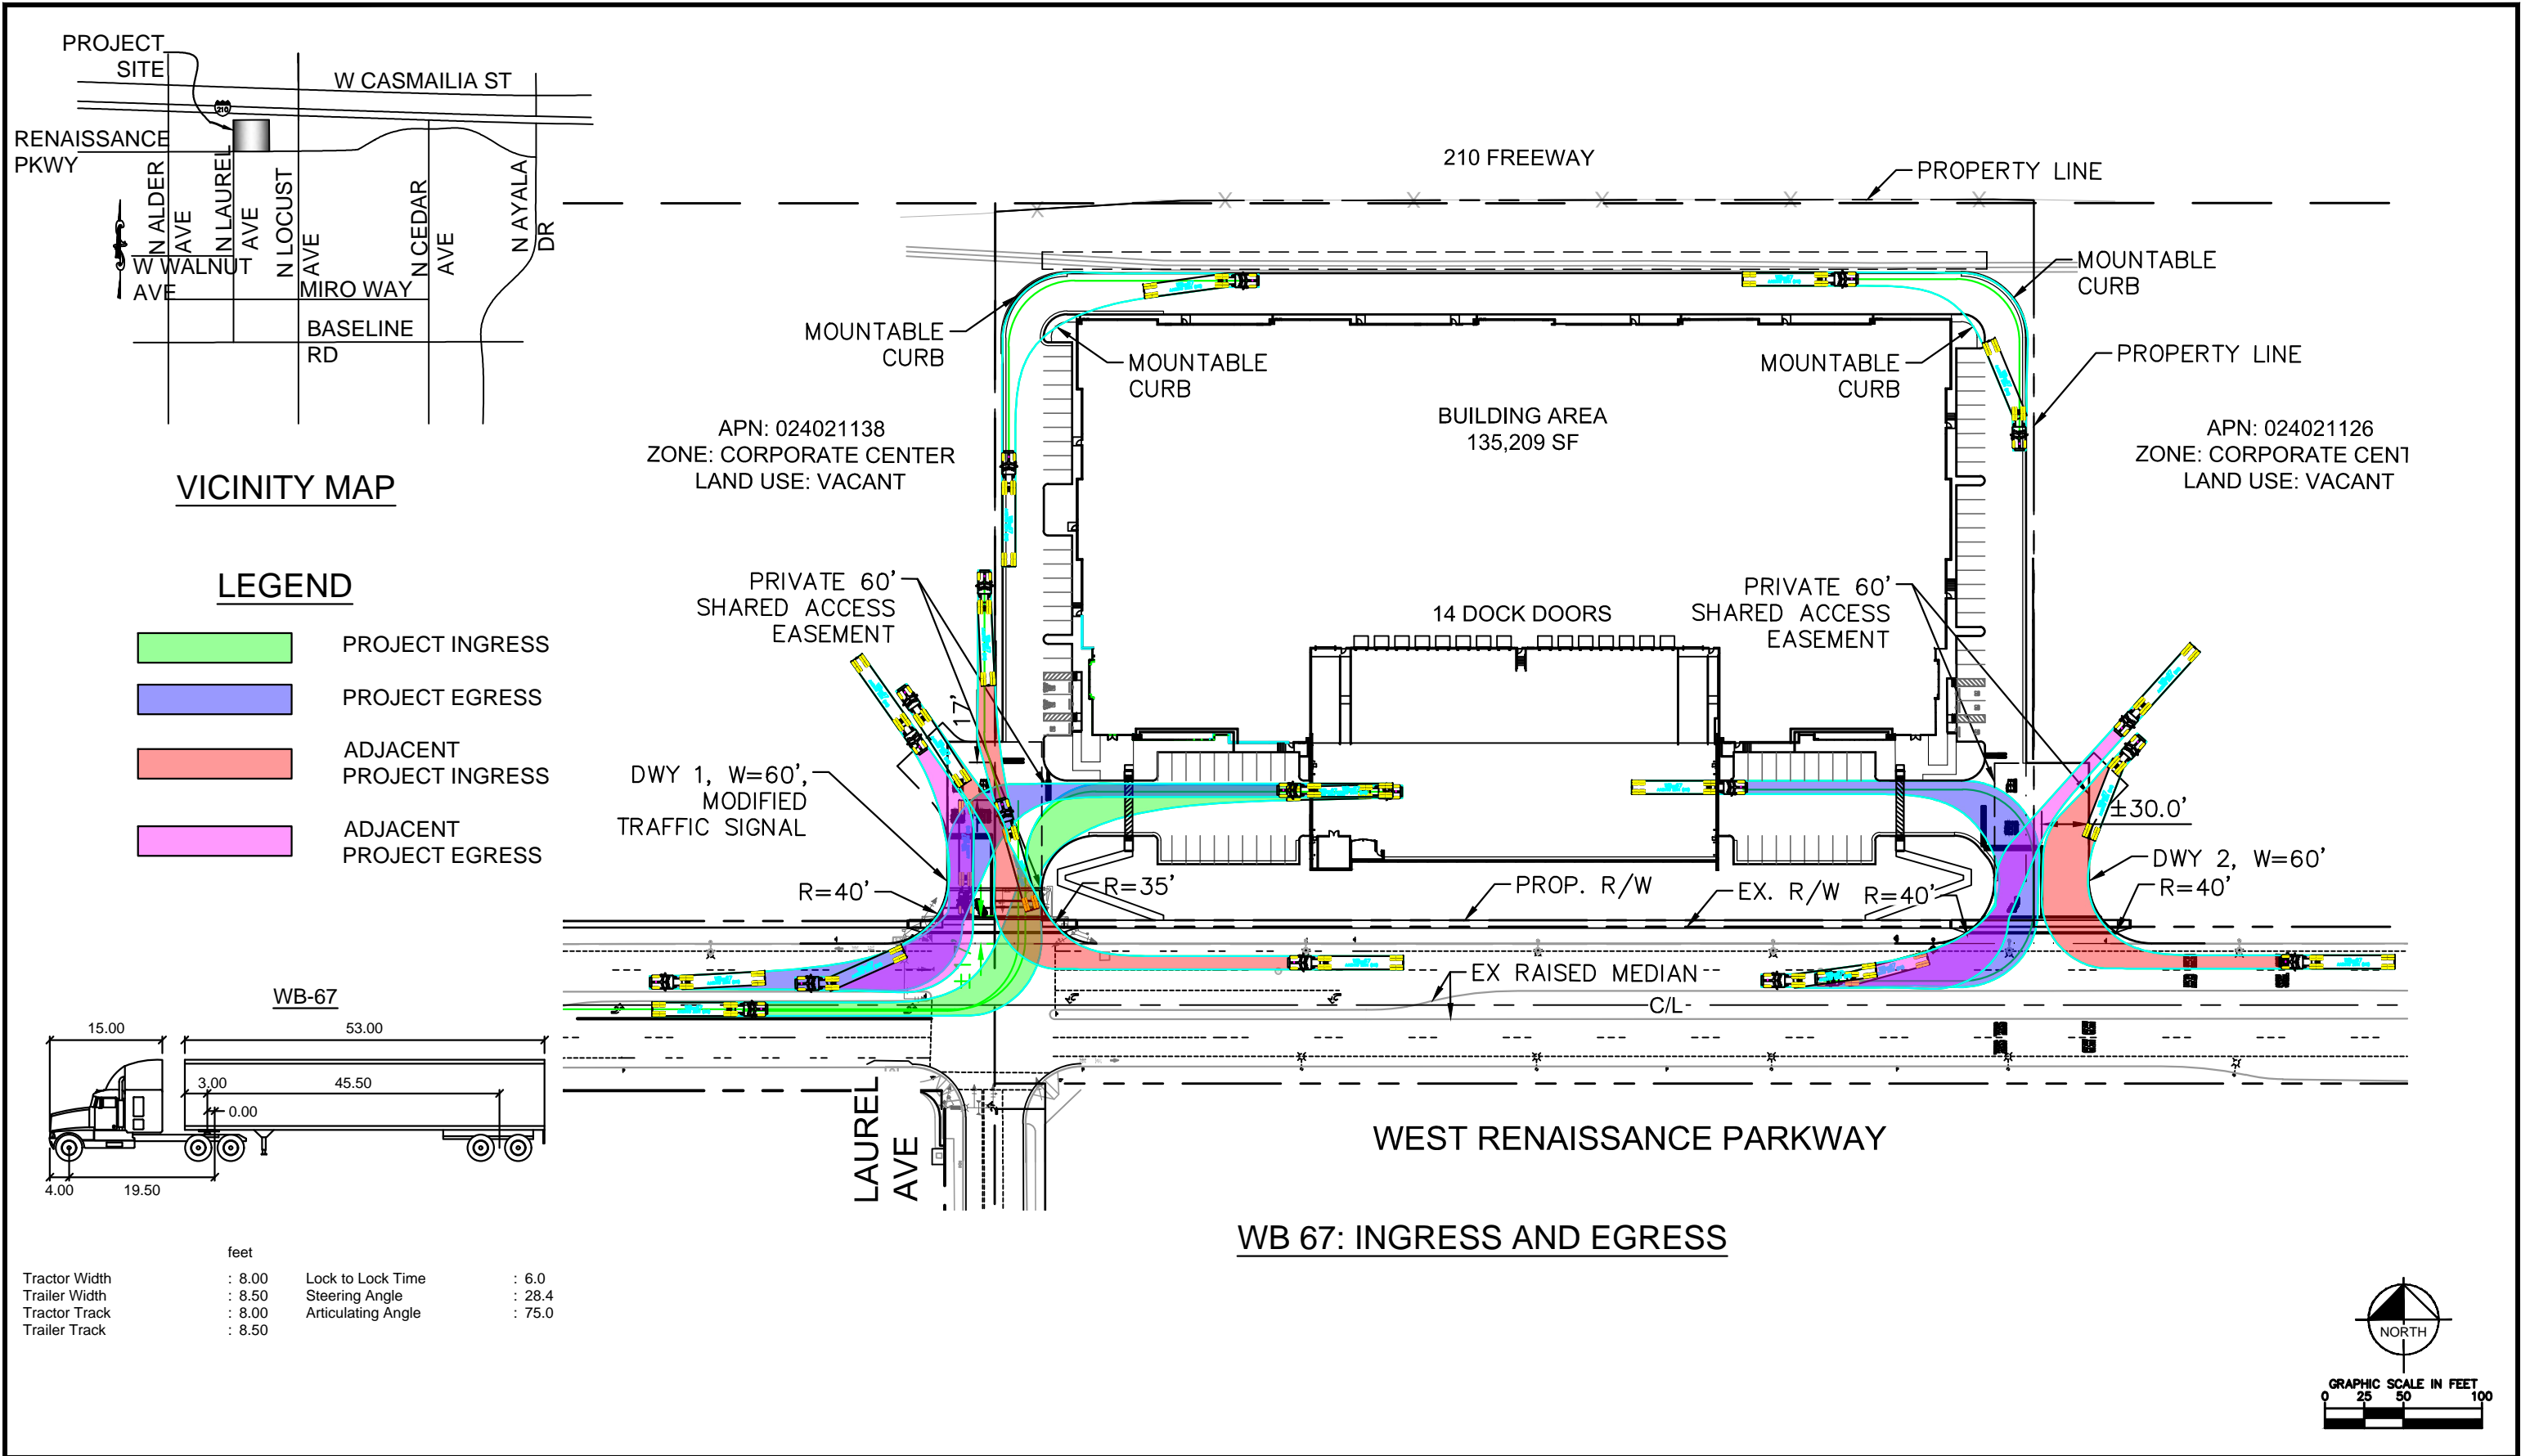 PROJECT
SITE
W CASMAILIA ST
210
RENAISSANCE
PKWY
N ALDER
AVE
N LAUREL
AVE
N LOCUST
AVE
N CEDAR
AVE
N AYALA
DR
W WALNUT
AVE
MIRO WAY
BASELINE
RD
VICINITY MAP
LEGEND
PROJECT INGRESS
PROJECT EGRESS
ADJACENT
PROJECT INGRESS
ADJACENT
PROJECT EGRESS
WB-67
15.00
53.00
3.00
45.50
0.00
4.00
19.50
feet
Tractor Width : 8.00 Lock to Lock Time : 6.0
Trailer Width : 8.50 Steering Angle : 28.4
Tractor Track : 8.00 Articulating Angle : 75.0
Trailer Track : 8.50
210 FREEWAY
PROPERTY LINE
MOUNTABLE
CURB
MOUNTABLE
CURB
MOUNTABLE
CURB
MOUNTABLE
CURB
PROPERTY LINE
BUILDING AREA
135,209 SF
APN: 024021138
ZONE: CORPORATE CENTER
LAND USE: VACANT
APN: 024021126
ZONE: CORPORATE CENT
LAND USE: VACANT
PRIVATE 60'
SHARED ACCESS
EASEMENT
14 DOCK DOORS
PRIVATE 60'
SHARED ACCESS
EASEMENT
17'
DWY 1, W=60',
MODIFIED
TRAFFIC SIGNAL
±30.0'
DWY 2, W=60'
R=40'
R=35'
PROP. R/W
EX. R/W
R=40'
R=40'
EX RAISED MEDIAN
C/L
LAUREL
AVE
WEST RENAISSANCE PARKWAY
WB 67: INGRESS AND EGRESS
NORTH
GRAPHIC SCALE IN FEET
0 25 50 100